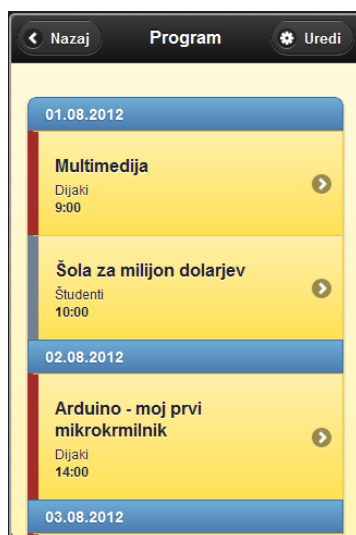 Nazaj Program Uredi
01.08.2012
Multimedija
Dijaki
9:00
Šola za milijon dolarjev
Študenti
10:00
02.08.2012
Arduino - moj prvi
mikrokrmilnik
Dijaki
14:00
03.08.2012